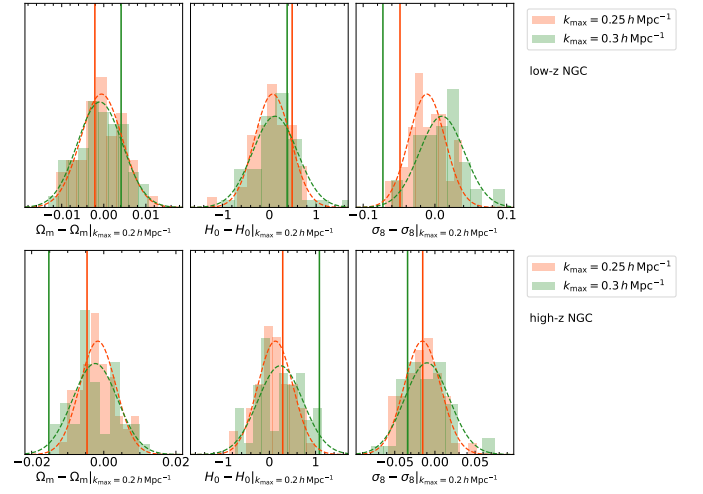 k_max = 0.25 h Mpc⁻¹
k_max = 0.3 h Mpc⁻¹
low-z NGC
−0.01 0.00 0.01
−1 0 1
−0.1 0.0 0.1
Ω_m − Ω_m|k_max = 0.2 h Mpc⁻¹
H_0 − H_0|k_max = 0.2 h Mpc⁻¹
σ_8 − σ_8|k_max = 0.2 h Mpc⁻¹
k_max = 0.25 h Mpc⁻¹
k_max = 0.3 h Mpc⁻¹
high-z NGC
−0.02 0.00 0.02
−1 0 1
−0.05 0.00 0.05
Ω_m − Ω_m|k_max = 0.2 h Mpc⁻¹
H_0 − H_0|k_max = 0.2 h Mpc⁻¹
σ_8 − σ_8|k_max = 0.2 h Mpc⁻¹